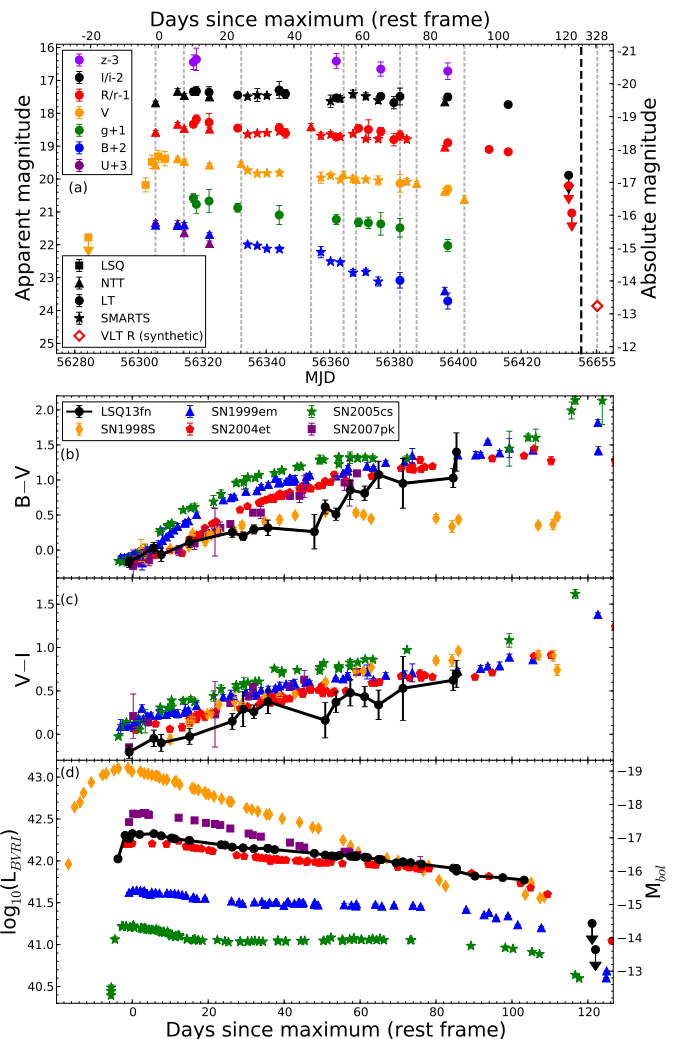 Days since maximum (rest frame)
-20 0 20 40 60 80 100 120 328
Apparent magnitude
16
17
18
19
20
21
22
23
24
25
Absolute magnitude
-21
-20
-19
-18
-17
-16
-15
-14
-13
-12
z-3
I/i-2
R/r-1
V
g+1
B+2
U+3
(a)
LSQ
NTT
LT
SMARTS
VLT R (synthetic)
56280 56300 56320 56340 56360 56380 56400 56420 56655
MJD
LSQ13fn SN1999em SN2005cs
SN1998S SN2004et SN2007pk
(b)
B−V
2.0
1.5
1.0
0.5
0.0
(c)
V−I
1.5
1.0
0.5
0.0
(d)
log10(LBVRI)
43.0
42.5
42.0
41.5
41.0
40.5
Mbol
−19
−18
−17
−16
−15
−14
−13
0 20 40 60 80 100 120
Days since maximum (rest frame)